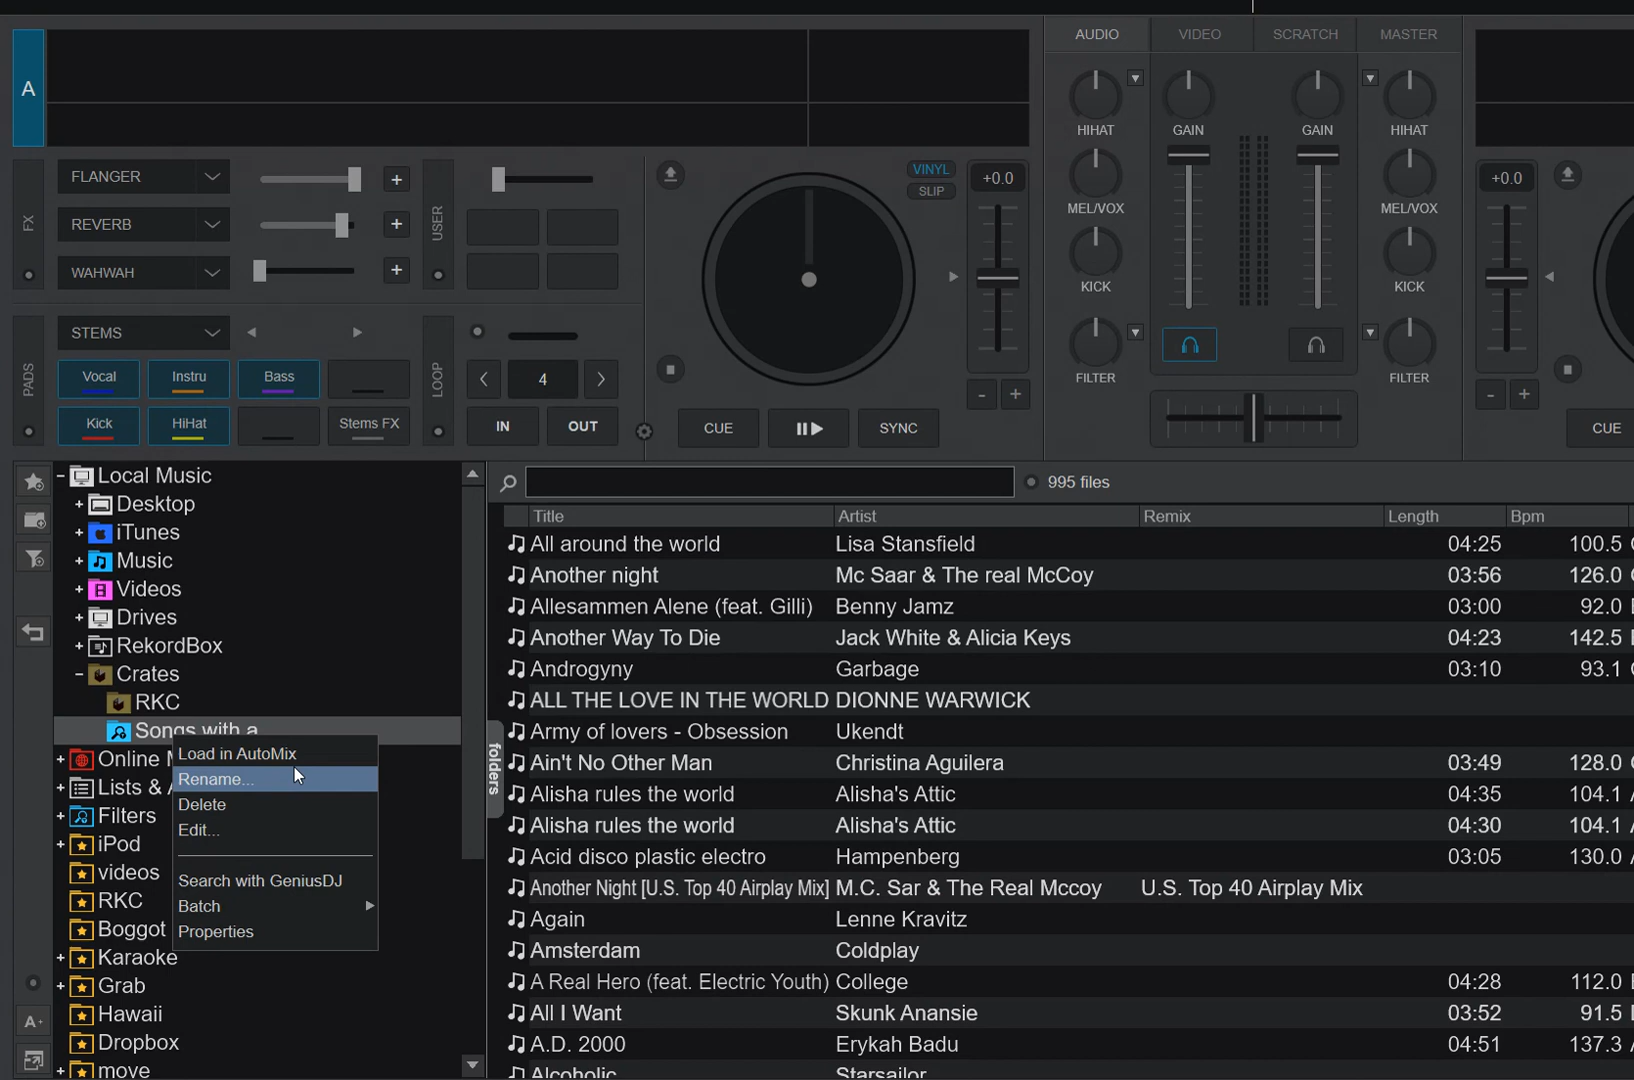 AUDIO VIDEO SCRATCH MASTER
A
HIHAT GAIN GAIN HIHAT
FX FLANGER + USER VINYL +0.0 +0.0
SLIP
REVERB + MEL/VOX MEL/VOX
WAHWAH + KICK KICK
PADS STEMS LOOP
Vocal Instru Bass < 4 > FILTER FILTER
- + - +
Kick HiHat Stems FX IN OUT CUE SYNC CUE
- Local Music
+ Desktop
+ iTunes
+ Music
+ Videos
+ Drives
+ RekordBox
- Crates
RKC
Songs with a
+ Online M
+ Lists & A
+ Filters
+ iPod
videos
RKC
Boggot
+ Karaoke
+ Grab
Hawaii
Dropbox
+ move
A+
Load in AutoMix
Rename...
Delete
Edit...
Search with GeniusDJ
Batch
Properties
folders
995 files
Title Artist Remix Length Bpm
All around the world Lisa Stansfield 04:25 100.5
Another night Mc Saar & The real McCoy 03:56 126.0
Allesammen Alene (feat. Gilli) Benny Jamz 03:00 92.0
Another Way To Die Jack White & Alicia Keys 04:23 142.5
Androgyny Garbage 03:10 93.1
ALL THE LOVE IN THE WORLD DIONNE WARWICK
Army of lovers - Obsession Ukendt
Ain't No Other Man Christina Aguilera 03:49 128.0
Alisha rules the world Alisha's Attic 04:35 104.1
Alisha rules the world Alisha's Attic 04:30 104.1
Acid disco plastic electro Hampenberg 03:05 130.0
Another Night [U.S. Top 40 Airplay Mix] M.C. Sar & The Real Mccoy U.S. Top 40 Airplay Mix
Again Lenne Kravitz
Amsterdam Coldplay
A Real Hero (feat. Electric Youth) College 04:28 112.0
All I Want Skunk Anansie 03:52 91.5
A.D. 2000 Erykah Badu 04:51 137.3
Alcoholic Starsailor